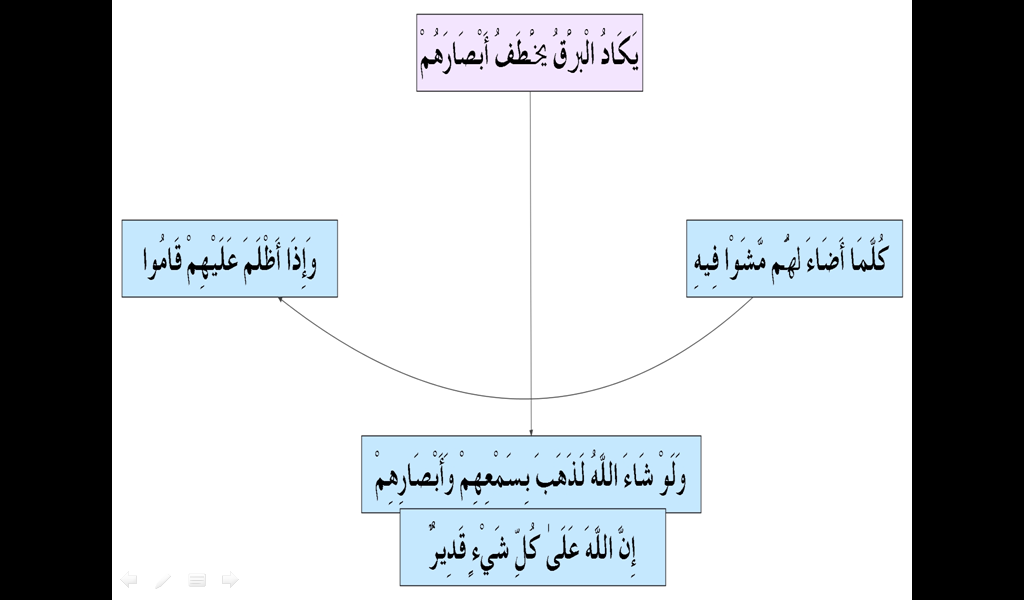 يَكَادُ الْبَرْقُ يَخْطَفُ أَبْصَارَهُمْ
كُلَّمَا أَضَاءَ لَهُم مَّشَوْا فِيهِ
وَإِذَا أَظْلَمَ عَلَيْهِمْ قَامُوا
وَلَوْ شَاءَ اللَّهُ لَذَهَبَ بِسَمْعِهِمْ وَأَبْصَارِهِمْ
إِنَّ اللَّهَ عَلَىٰ كُلِّ شَيْءٍ قَدِيرٌ